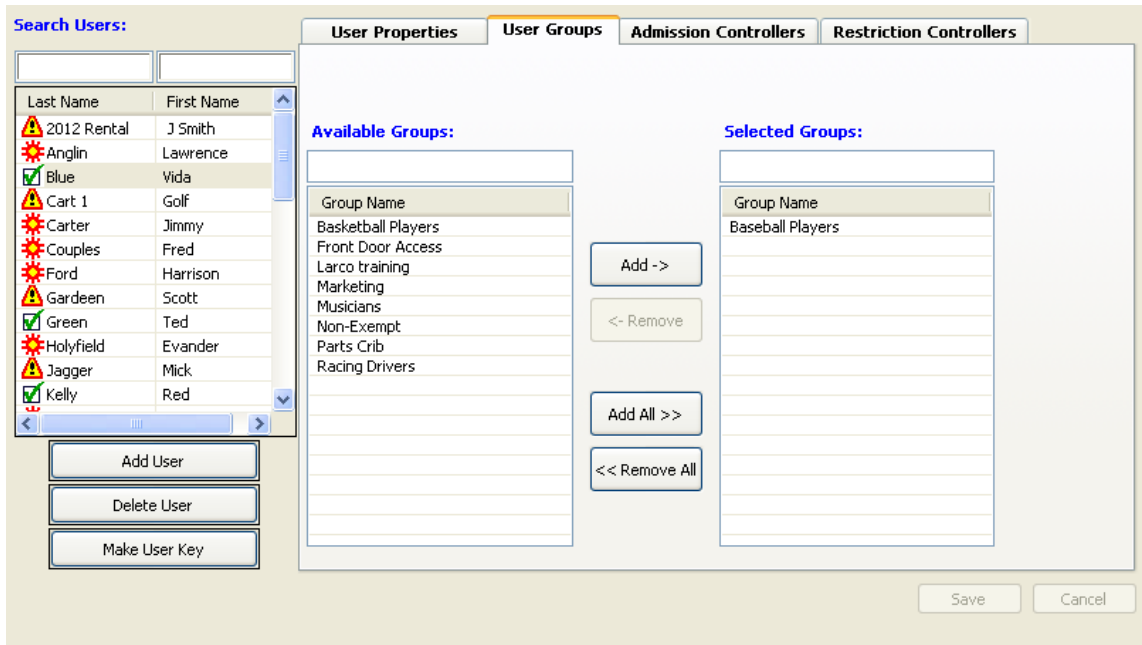 Search Users:
User Properties
User Groups
Admission Controllers
Restriction Controllers
Last Name First Name
2012 Rental J Smith
Anglin Lawrence
Blue Vida
Cart 1 Golf
Carter Jimmy
Couples Fred
Ford Harrison
Gardeen Scott
Green Ted
Holyfield Evander
Jagger Mick
Kelly Red
Add User
Delete User
Make User Key
Available Groups:
Group Name
Basketball Players
Front Door Access
Larco training
Marketing
Musicians
Non-Exempt
Parts Crib
Racing Drivers
Add ->
<- Remove
Add All >>
<< Remove All
Selected Groups:
Group Name
Baseball Players
Save
Cancel